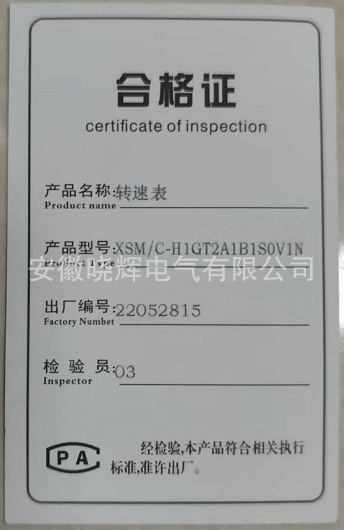 合格证
certificate of inspection
产品名称:转速表
Product name
产品型号:XSM/C-H1GT2A1B1S0V1N
Product Type
安徽晓辉电气有限公司
出厂编号:22052815
Factory Numbet
检验员:03
Inspector
PA
经检验,本产品符合相关执行
标准,准许出厂。